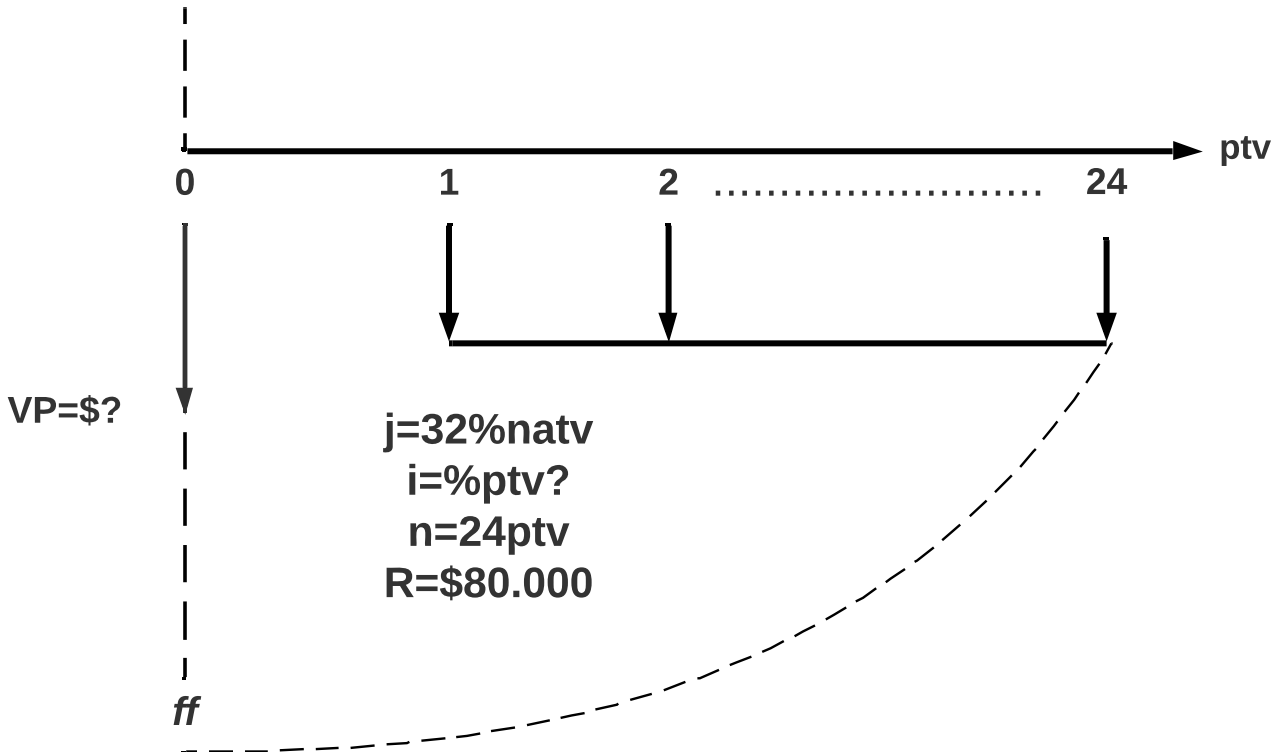 ptv
0 1 2 ........................... 24
VP=$?
j=32%natv
i=%ptv?
n=24ptv
R=$80.000
ff